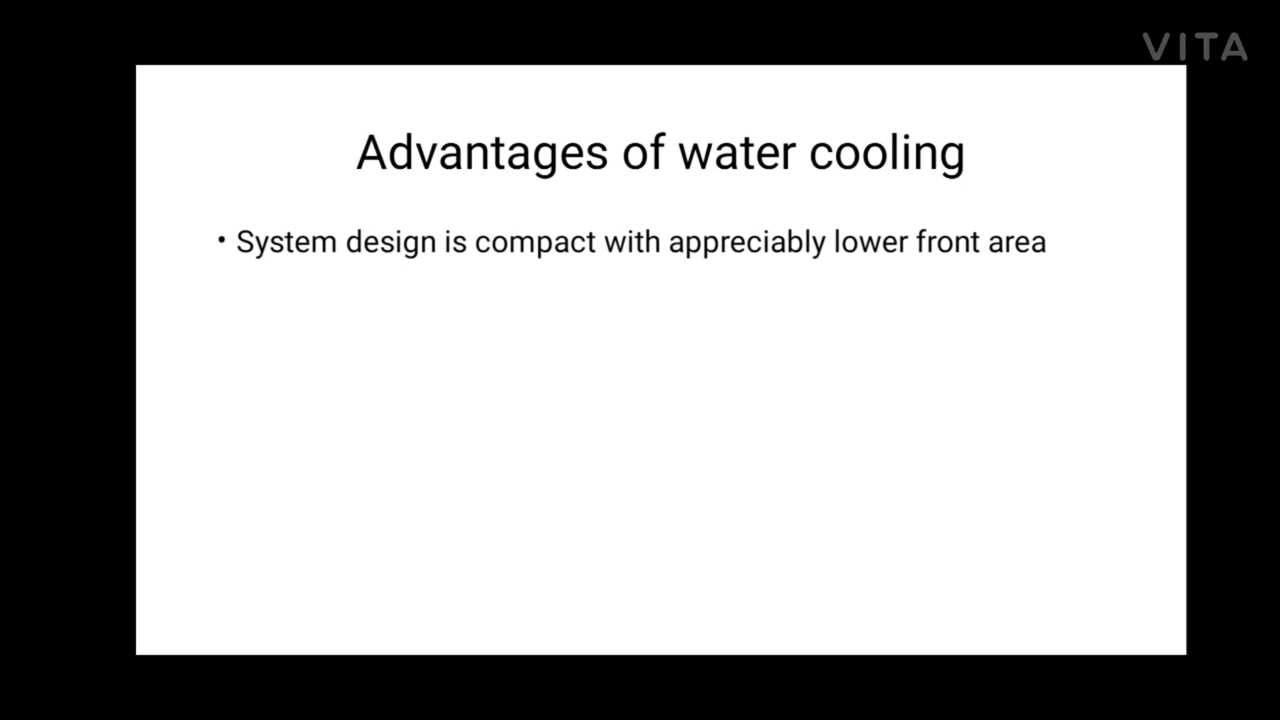 VITA
Advantages of water cooling
• System design is compact with appreciably lower front area